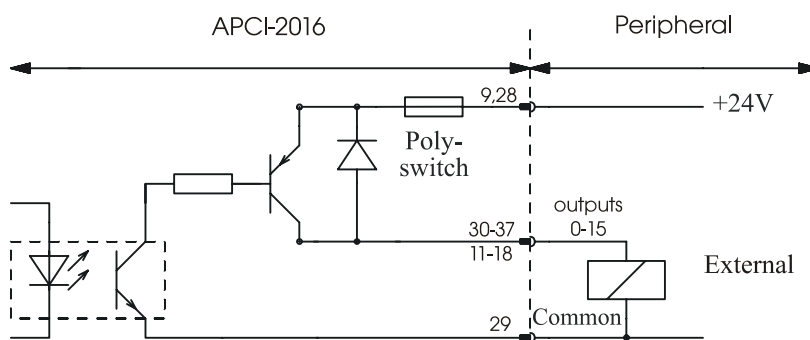 APCI-2016 Peripheral
9,28
+24V
Poly-
switch
30-37
11-18
outputs
0-15
External
29
Common